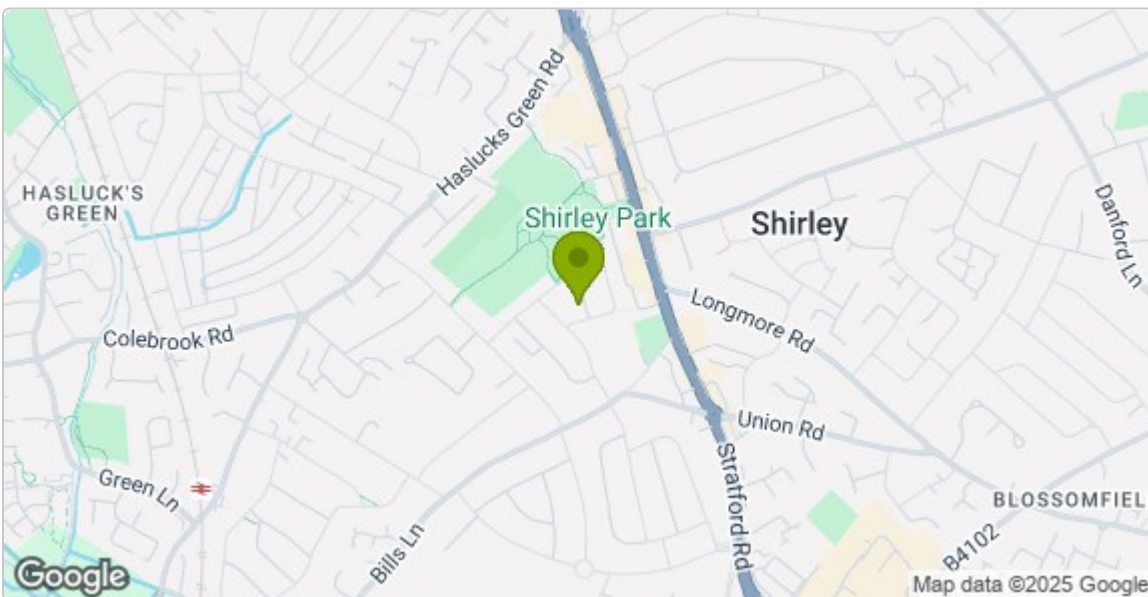 Haslucks Green Rd
HASLUCK'S
GREEN
Shirley Park
Shirley
Danford Ln
Longmore Rd
Colebrook Rd
Union Rd
Green Ln
Stratford Rd
BLOSSOMFIEL
Bills Ln
B4102
Google
Map data ©2025 Google